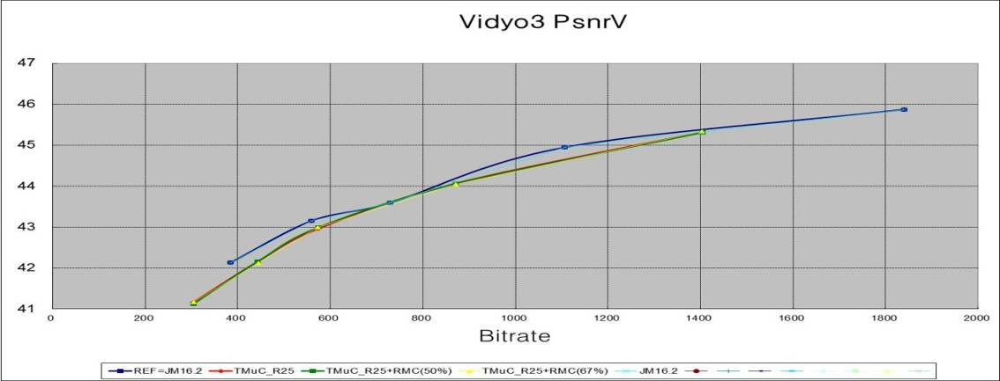 Vidyo3 PsnrV
47
46
45
44
43
42
41
0 200 400 600 800 1000 1200 1400 1600 1800 2000
Bitrate
REF=JM16.2 TMuC_R25 TMuC_R25+RMC(50%) TMuC_R25+RMC(67%) JM16.2